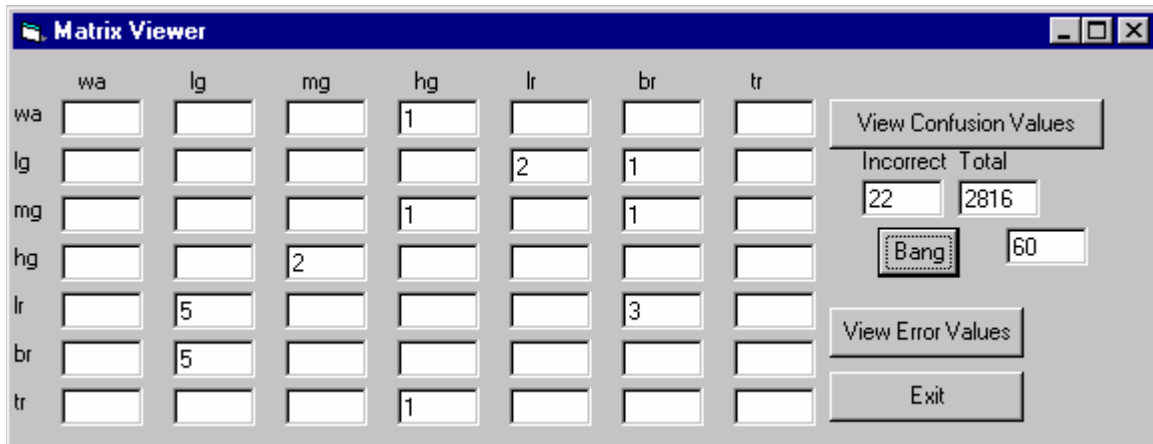 Matrix Viewer
wa lg mg hg lr br tr
wa 1
View Confusion Values
lg 2 1
Incorrect Total
mg 1 1
22 2816
hg 2
Bang 60
lr 5 3
View Error Values
br 5
Exit
tr 1